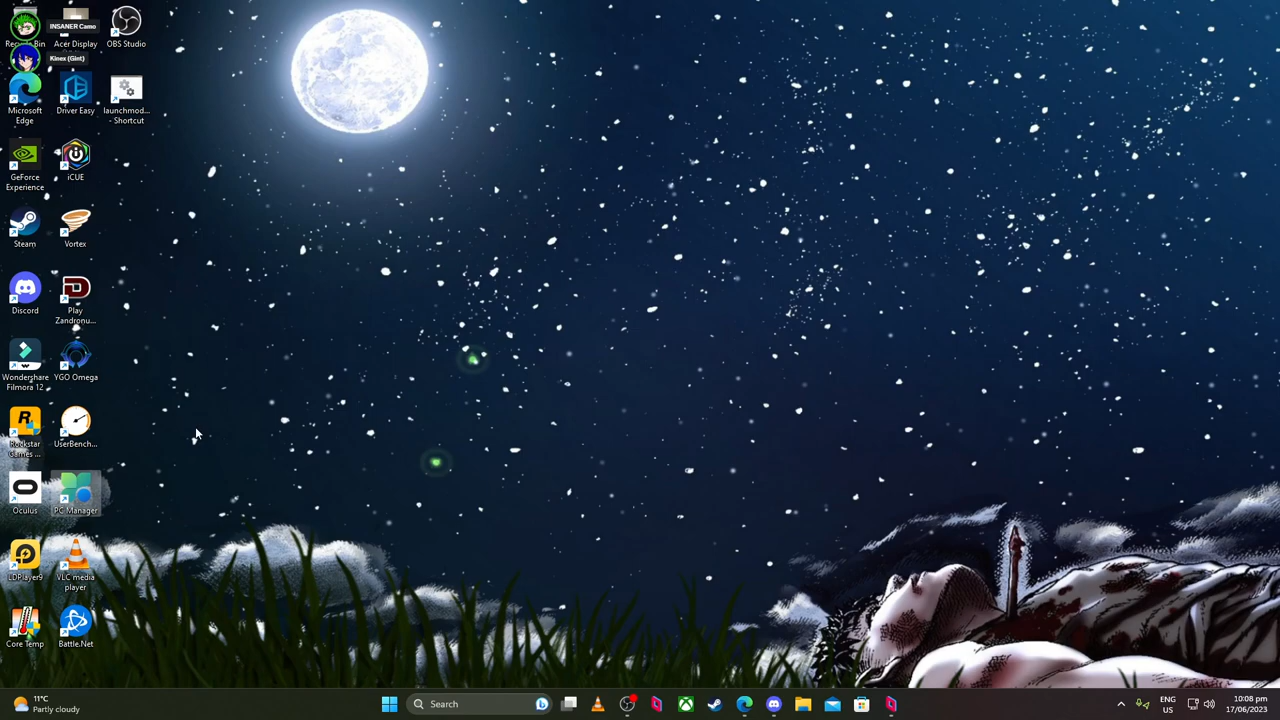 Recycle Bin
INSANER Camo
Acer Display
OBS Studio
Kinex (Gint)
Microsoft
Edge
Driver Easy
launchmod...
- Shortcut
GeForce
Experience
iCUE
Steam
Vortex
Discord
Play
Zandronu...
Wondershare
Filmora 12
YGO Omega
Rockstar
Games ...
UserBench...
Oculus
PC Manager
LDPlayer9
VLC media
player
Core Temp
Battle.Net
11°C
Partly cloudy
Search
ENG
US
10:08 pm
17/06/2023